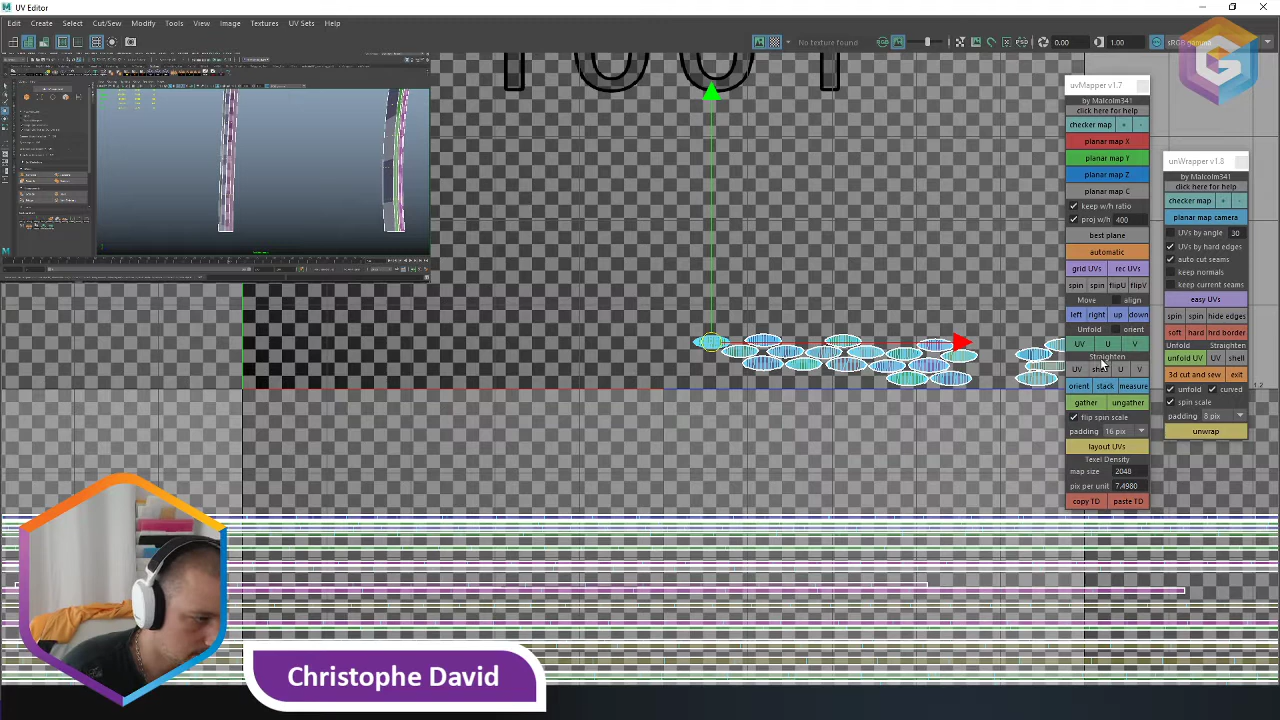 UV Editor
Edit Create Select Cut/Sew Modify Tools View Image Textures UV Sets Help
No texture found
0.00
1.00
sRGB gamma
uvMapper v1.7
by Malcolm341
click here for help
checker map + -
planar map X
planar map Y
planar map Z
planar map C
keep w/h ratio
proj w/h 400
best plane
automatic
grid UVs rec UVs
spin spin flipU flipV
Move align
left right up down
Unfold orient
UV U V
Straighten
UV shell U V
orient stack measure
gather ungather
flip spin scale
padding 16 pix
layout UVs
Texel Density
map size 2048
pix per unit 7.4980
copy TD paste TD
unWrapper v1.8
by Malcolm341
click here for help
checker map + -
planar map camera
UVs by angle 30
UVs by hard edges
auto cut seams
keep normals
keep current seams
easy UVs
spin spin hide edges
soft hard hrd border
Unfold Straighten
unfold UV UV shell
3d cut and sew exit
unfold curved
spin scale
padding 8 pix
unwrap
1.2
Christophe David